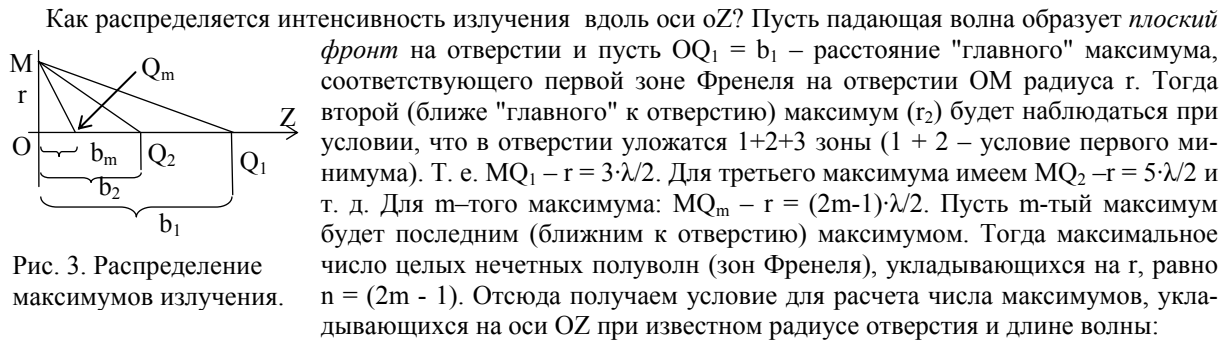 Как распределяется интенсивность излучения вдоль оси oZ? Пусть падающая волна образует плоский
фронт на отверстии и пусть OQ₁ = b₁ – расстояние "главного" максимума,
соответствующего первой зоне Френеля на отверстии ОМ радиуса r. Тогда
второй (ближе "главного" к отверстию) максимум (r₂) будет наблюдаться при
условии, что в отверстии уложатся 1+2+3 зоны (1 + 2 – условие первого ми-
нимума). Т. е. MQ₁ – r = 3·λ/2. Для третьего максимума имеем MQ₂ –r = 5·λ/2 и
т. д. Для m–того максимума: MQₘ – r = (2m-1)·λ/2. Пусть m-тый максимум
будет последним (ближним к отверстию) максимумом. Тогда максимальное
число целых нечетных полуволн (зон Френеля), укладывающихся на r, равно
n = (2m - 1). Отсюда получаем условие для расчета числа максимумов, укла-
дывающихся на оси OZ при известном радиусе отверстия и длине волны:
M
Qₘ
r
Z
O
bₘ
Q₂
Q₁
b₂
b₁
Рис. 3. Распределение
максимумов излучения.